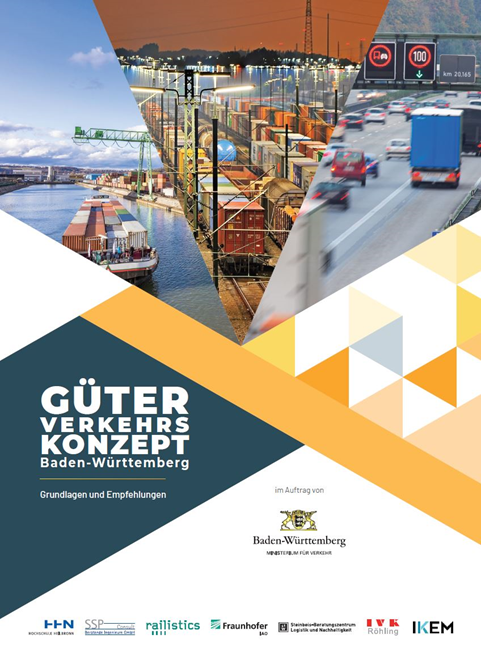 100
km 20,165
GÜTER
VERKEHRS
KONZEPT
Baden-Württemberg
Grundlagen und Empfehlungen
im Auftrag von
Baden-Württemberg
MINISTERIUM FÜR VERKEHR
HHN
HOCHSCHULE HEILBRONN
SSP Consult
Beratende Ingenieure GmbH
railistics
Fraunhofer
IAO
Steinbeis-Beratungszentrum
Logistik und Nachhaltigkeit
IVK
Röhling
IKEM